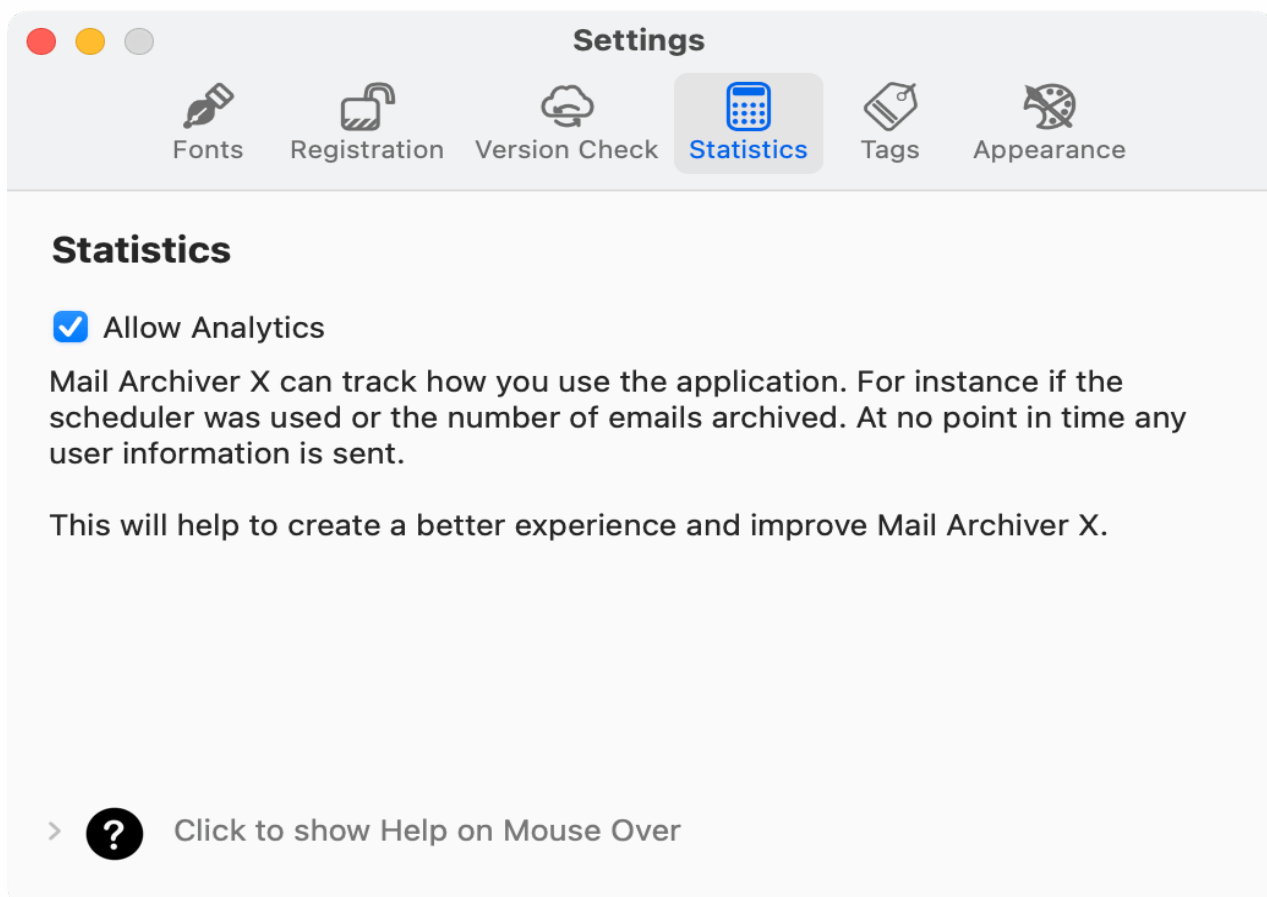 Settings
Fonts Registration Version Check Statistics Tags Appearance
Statistics
Allow Analytics
Mail Archiver X can track how you use the application. For instance if the
scheduler was used or the number of emails archived. At no point in time any
user information is sent.
This will help to create a better experience and improve Mail Archiver X.
? Click to show Help on Mouse Over